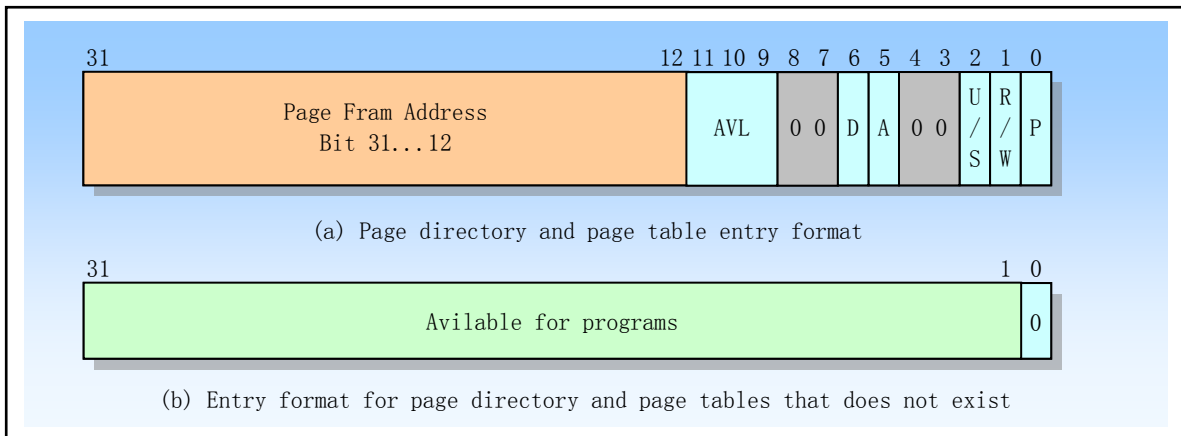 31 12 11 10 9 8 7 6 5 4 3 2 1 0
Page Fram Address
Bit 31...12
AVL
0 0
D
A
0 0
U
/
S
R
/
W
P
(a) Page directory and page table entry format
31 1 0
Avilable for programs
0
(b) Entry format for page directory and page tables that does not exist